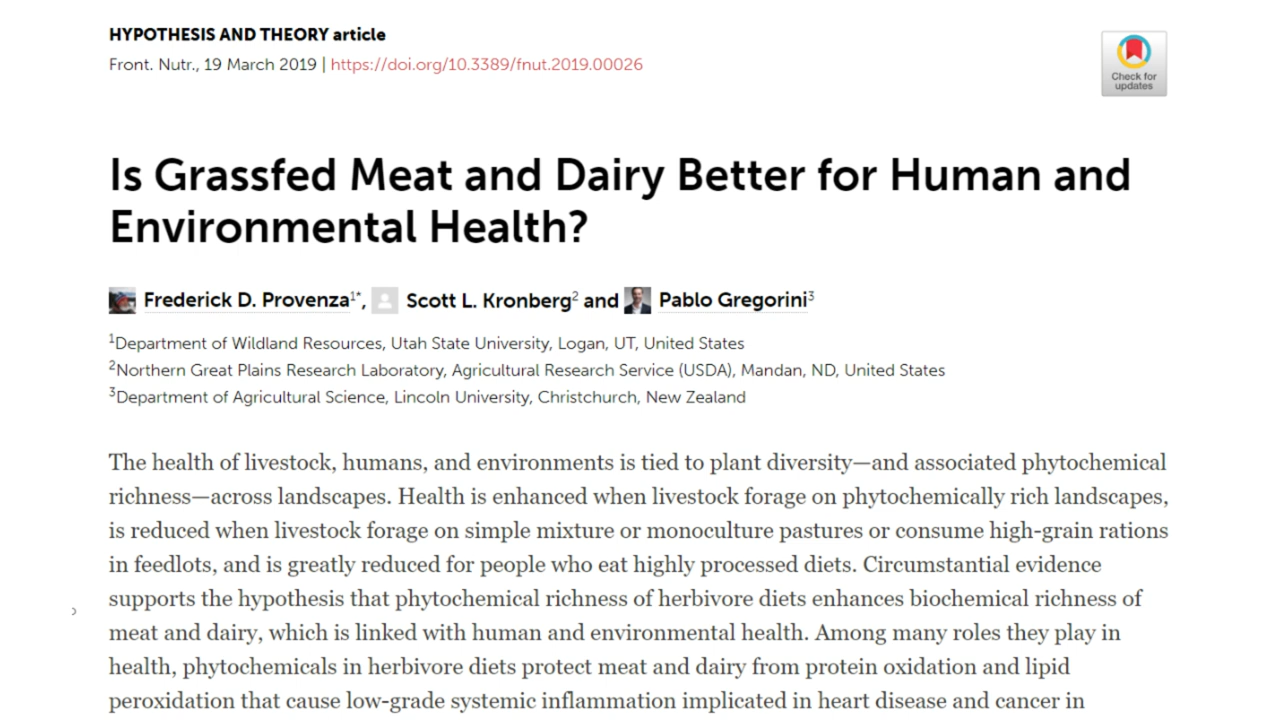 HYPOTHESIS AND THEORY article
Front. Nutr., 19 March 2019 | https://doi.org/10.3389/fnut.2019.00026
Check for
updates
Is Grassfed Meat and Dairy Better for Human and
Environmental Health?
Frederick D. Provenza1*, Scott L. Kronberg2 and Pablo Gregorini3
1Department of Wildland Resources, Utah State University, Logan, UT, United States
2Northern Great Plains Research Laboratory, Agricultural Research Service (USDA), Mandan, ND, United States
3Department of Agricultural Science, Lincoln University, Christchurch, New Zealand
The health of livestock, humans, and environments is tied to plant diversity—and associated phytochemical
richness—across landscapes. Health is enhanced when livestock forage on phytochemically rich landscapes,
is reduced when livestock forage on simple mixture or monoculture pastures or consume high-grain rations
in feedlots, and is greatly reduced for people who eat highly processed diets. Circumstantial evidence
supports the hypothesis that phytochemical richness of herbivore diets enhances biochemical richness of
meat and dairy, which is linked with human and environmental health. Among many roles they play in
health, phytochemicals in herbivore diets protect meat and dairy from protein oxidation and lipid
peroxidation that cause low-grade systemic inflammation implicated in heart disease and cancer in